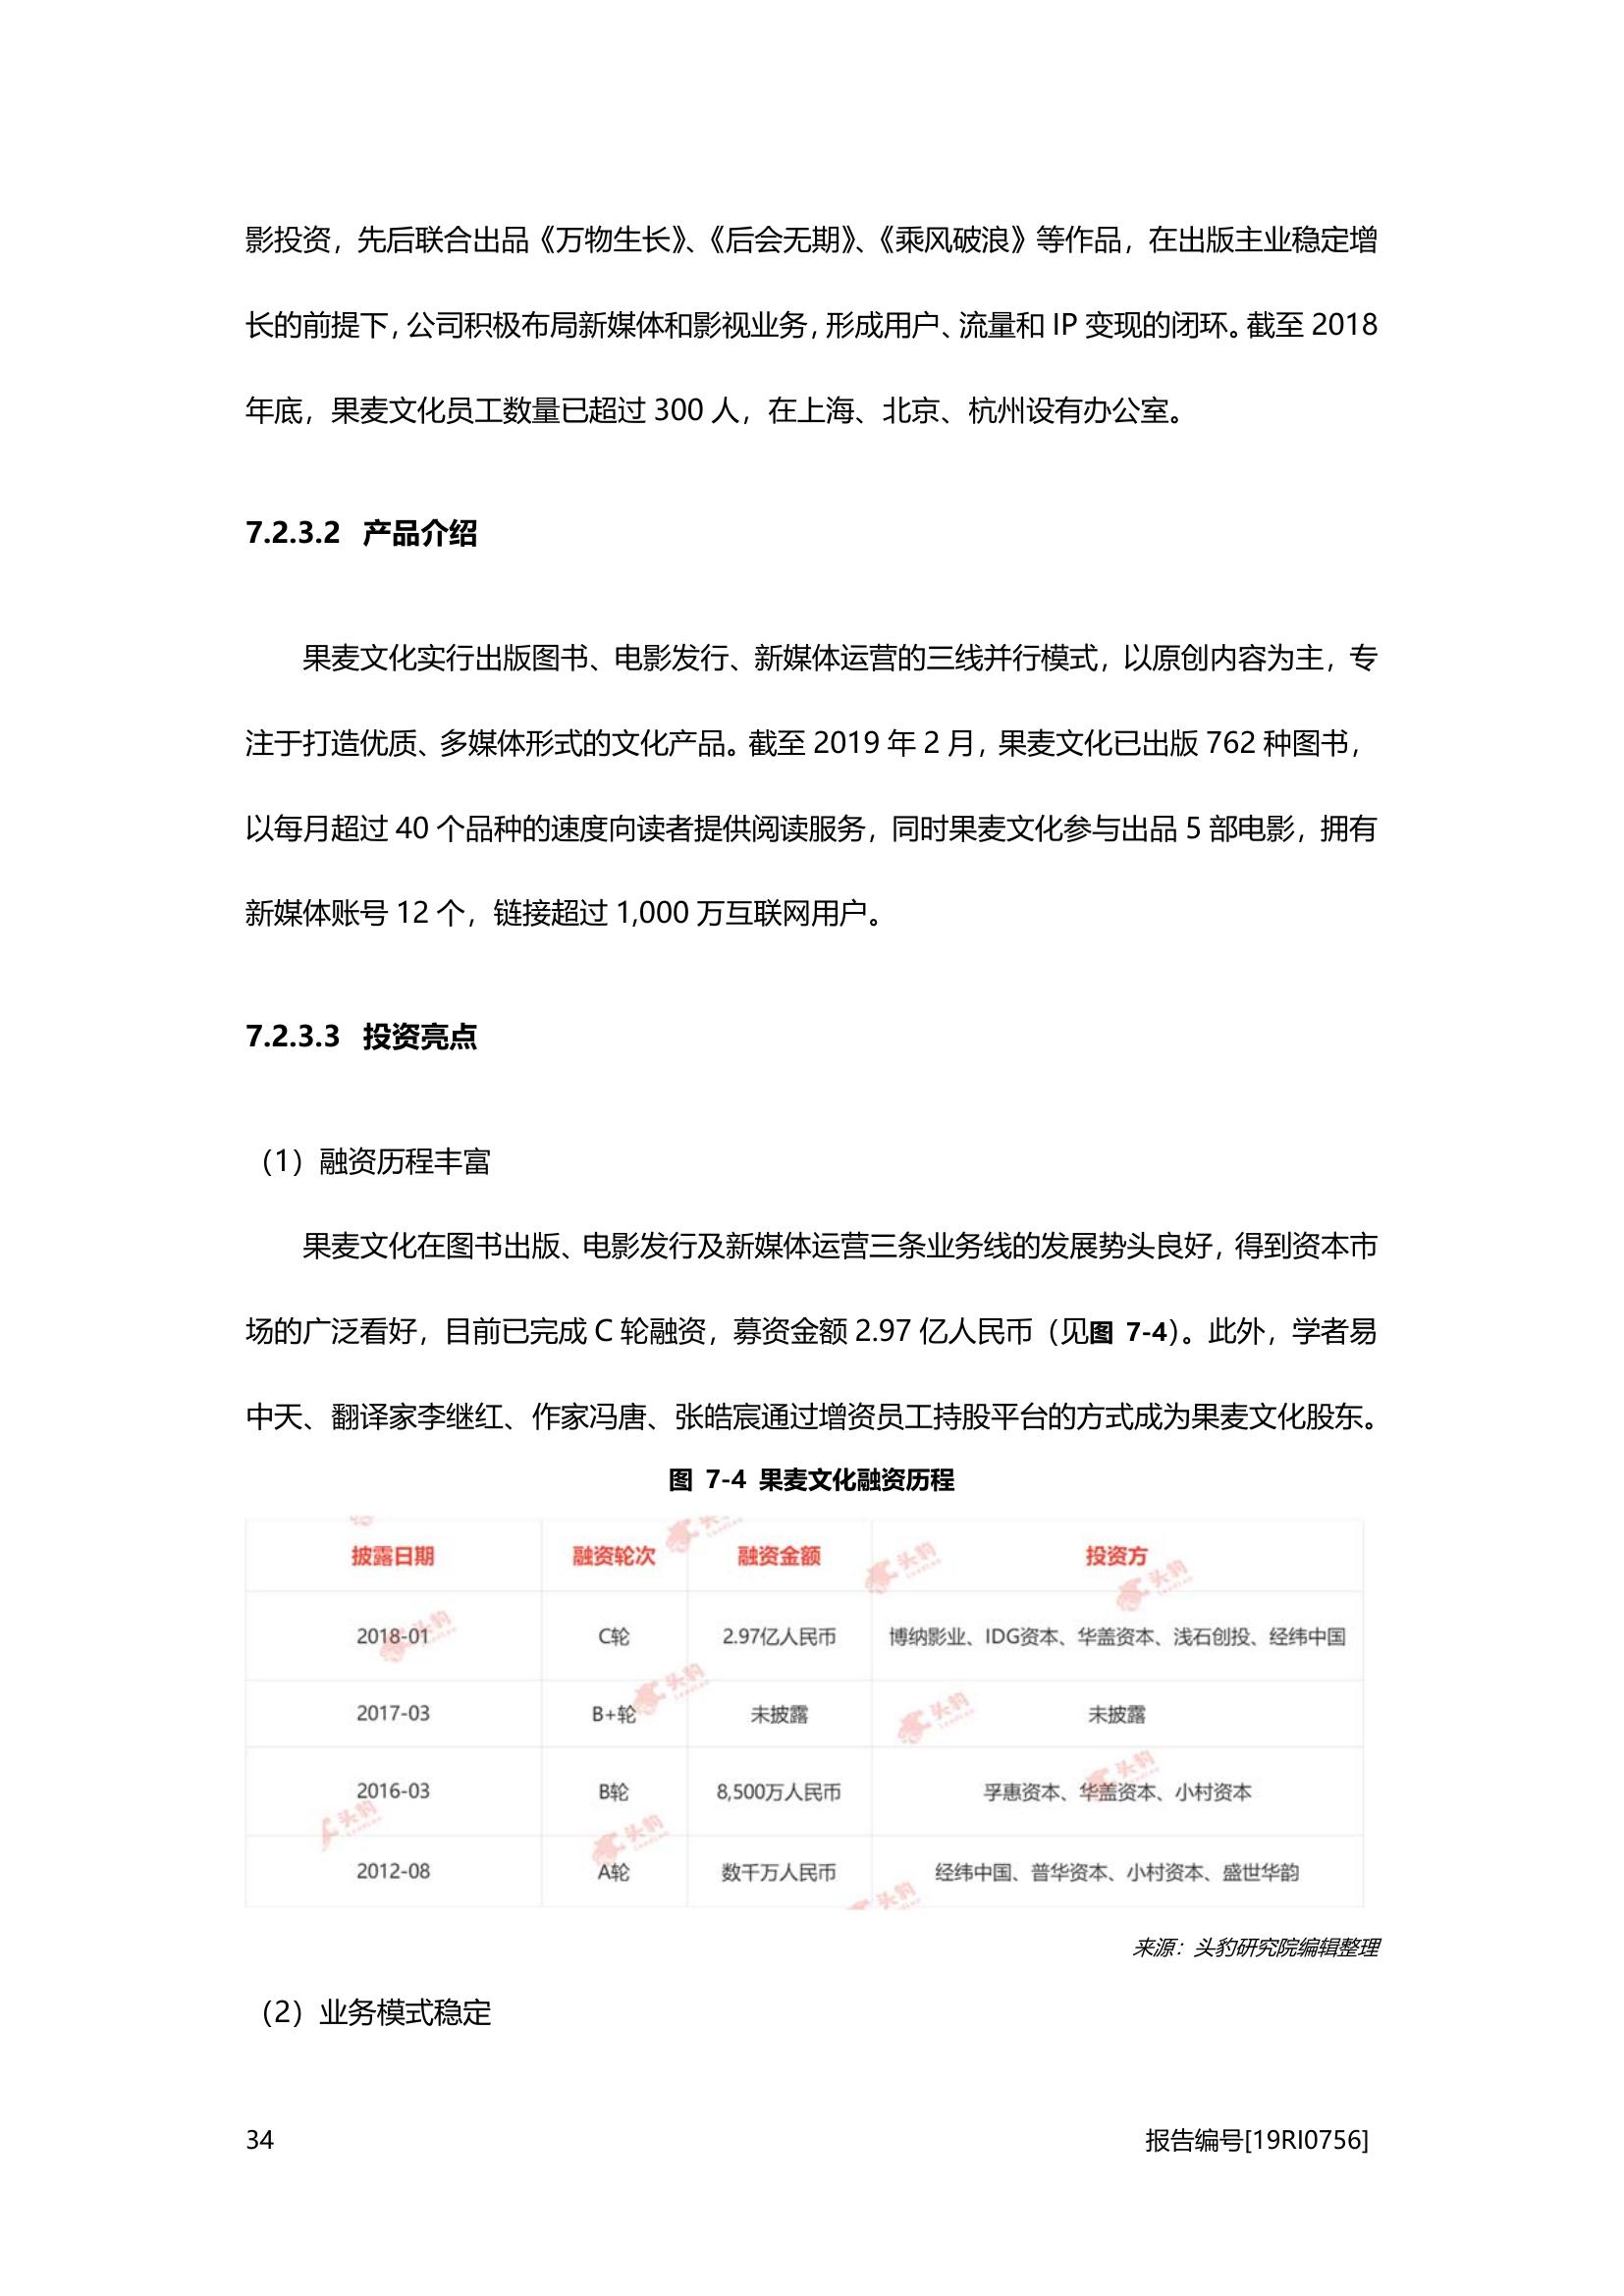 影投资，先后联合出品《万物生长》、《后会无期》、《乘风破浪》等作品，在出版主业稳定增
长的前提下，公司积极布局新媒体和影视业务，形成用户、流量和 IP 变现的闭环。截至 2018
年底，果麦文化员工数量已超过 300 人，在上海、北京、杭州设有办公室。
7.2.3.2 产品介绍
果麦文化实行出版图书、电影发行、新媒体运营的三线并行模式，以原创内容为主，专
注于打造优质、多媒体形式的文化产品。截至 2019 年 2 月，果麦文化已出版 762 种图书，
以每月超过 40 个品种的速度向读者提供阅读服务，同时果麦文化参与出品 5 部电影，拥有
新媒体账号 12 个，链接超过 1,000 万互联网用户。
7.2.3.3 投资亮点
（1）融资历程丰富
果麦文化在图书出版、电影发行及新媒体运营三条业务线的发展势头良好，得到资本市
场的广泛看好，目前已完成 C 轮融资，募资金额 2.97 亿人民币（见图 7-4）。此外，学者易
中天、翻译家李继红、作家冯唐、张皓宸通过增资员工持股平台的方式成为果麦文化股东。
图 7-4 果麦文化融资历程
披露日期 融资轮次 融资金额 投资方
2018-01 C轮 2.97亿人民币 博纳影业、IDG资本、华盖资本、浅石创投、经纬中国
2017-03 B+轮 未披露 未披露
2016-03 B轮 8,500万人民币 孚惠资本、华盖资本、小村资本
2012-08 A轮 数千万人民币 经纬中国、普华资本、小村资本、盛世华韵
来源：头豹研究院编辑整理
（2）业务模式稳定
34 报告编号[19RI0756]